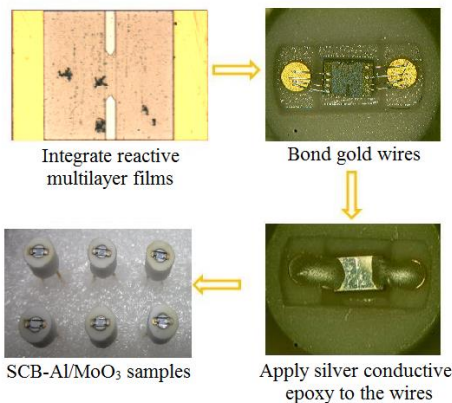 Integrate reactive
multilayer films
Bond gold wires
Apply silver conductive
epoxy to the wires
SCB-Al/MoO₃ samples